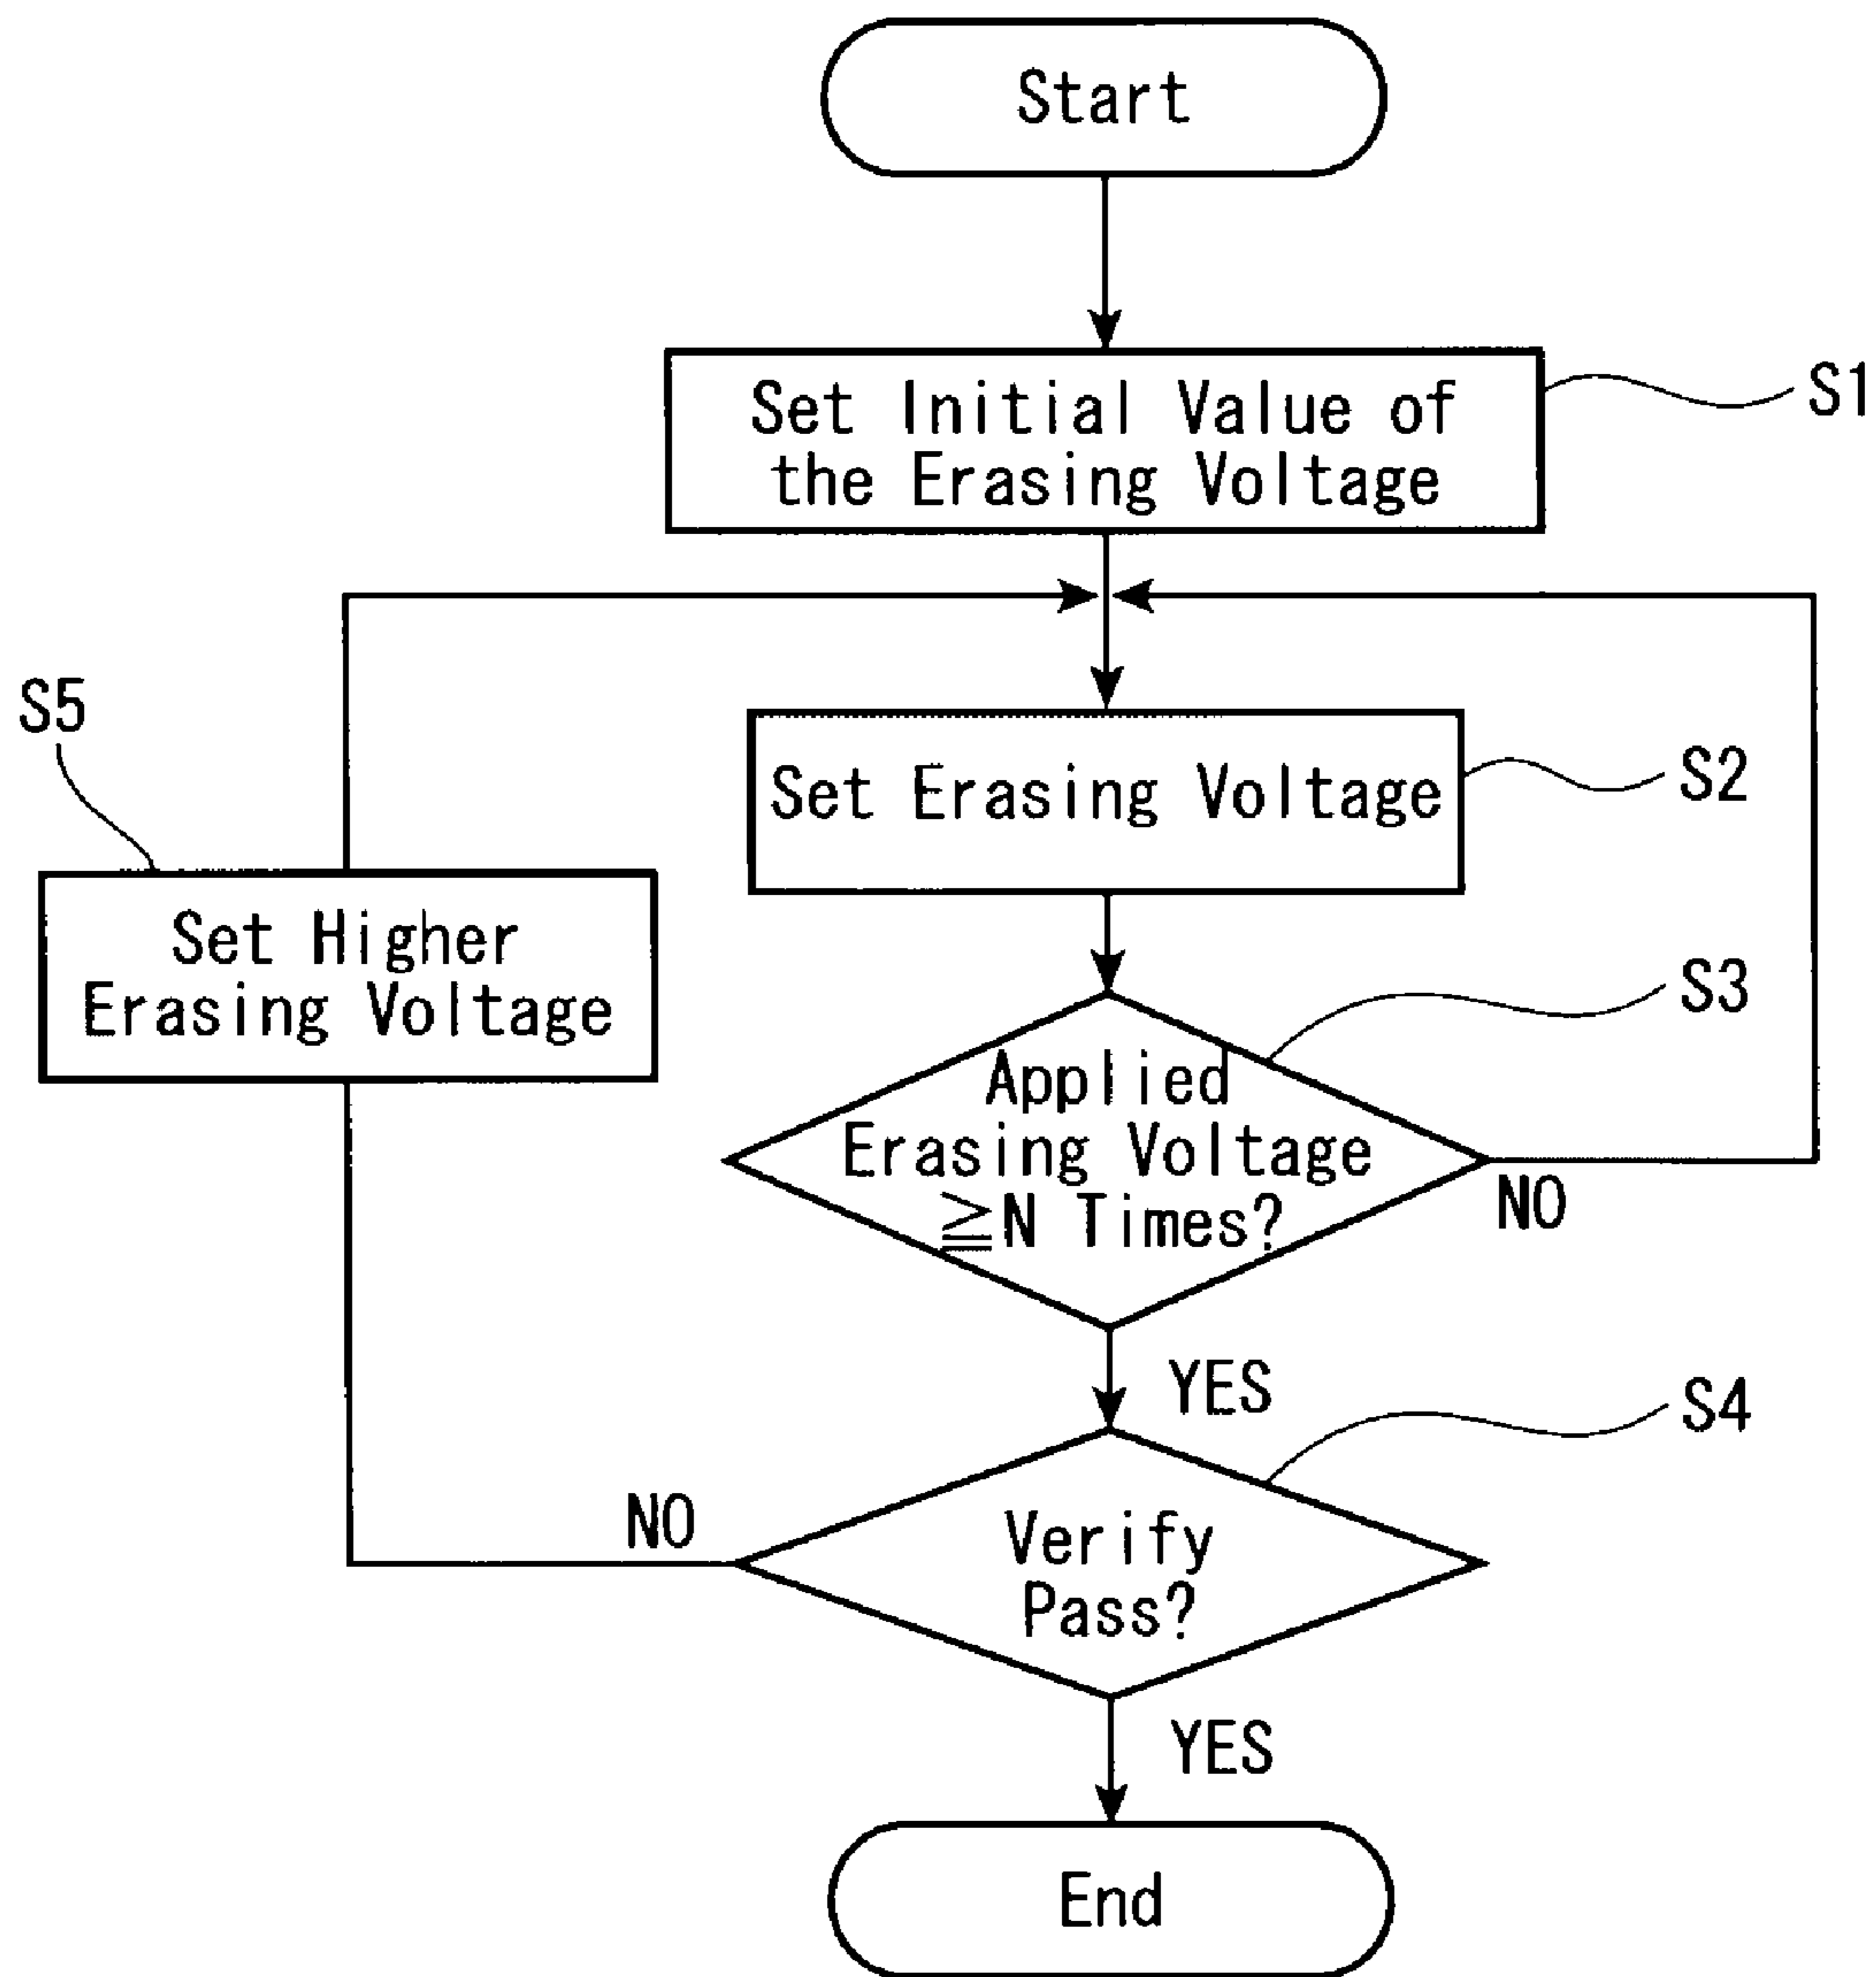 Start
Set Initial Value of
the Erasing Voltage
S1
S5
Set Erasing Voltage
S2
Set Higher
Erasing Voltage
S3
Applied
Erasing Voltage
≧N Times?
NO
YES
S4
NO
Verify
Pass?
YES
End